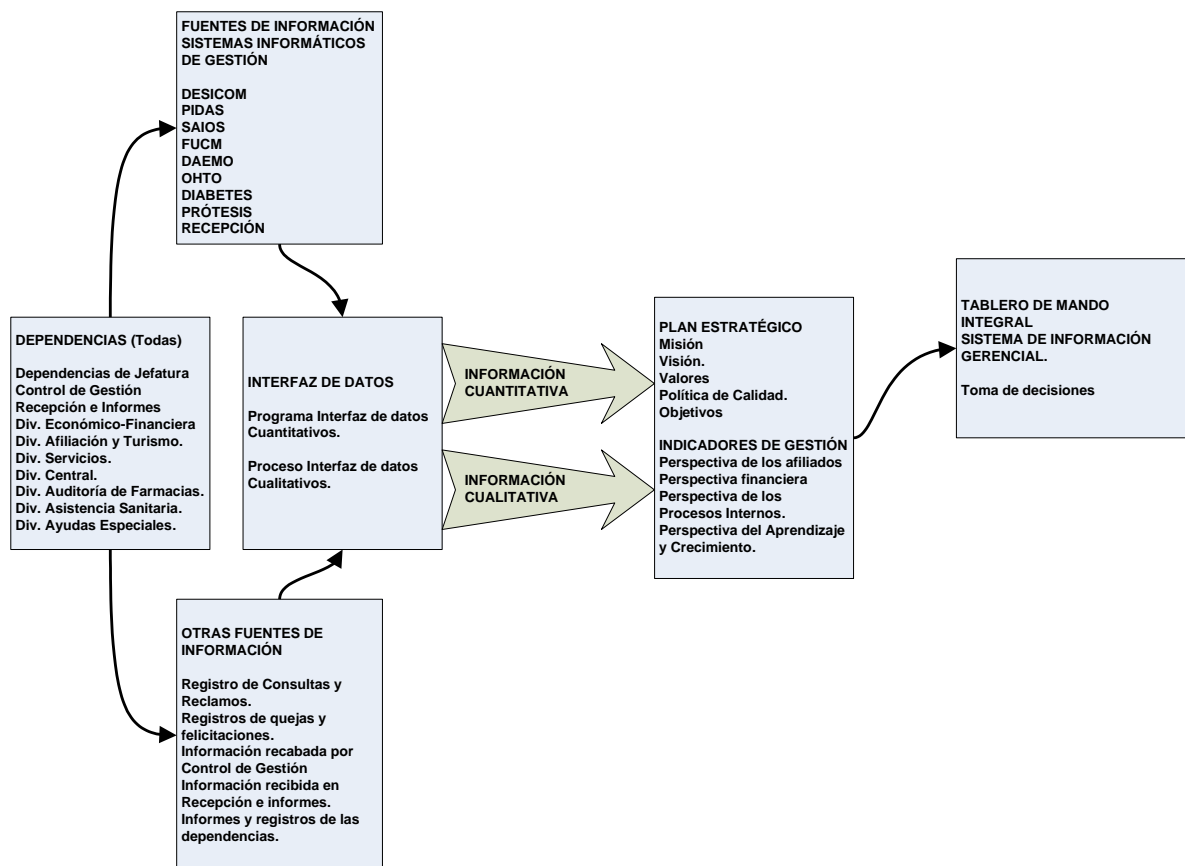 FUENTES DE INFORMACIÓN
SISTEMAS INFORMÁTICOS
DE GESTIÓN
DESICOM
PIDAS
SAIOS
FUCM
DAEMO
OHTO
DIABETES
PRÓTESIS
RECEPCIÓN
DEPENDENCIAS (Todas)
Dependencias de Jefatura
Control de Gestión
Recepción e Informes
Div. Económico-Financiera
Div. Afiliación y Turismo.
Div. Servicios.
Div. Central.
Div. Auditoría de Farmacias.
Div. Asistencia Sanitaria.
Div. Ayudas Especiales.
INTERFAZ DE DATOS
Programa Interfaz de datos
Cuantitativos.
Proceso Interfaz de datos
Cualitativos.
INFORMACIÓN
CUANTITATIVA
INFORMACIÓN
CUALITATIVA
PLAN ESTRATÉGICO
Misión
Visión.
Valores
Política de Calidad.
Objetivos
INDICADORES DE GESTIÓN
Perspectiva de los afiliados
Perspectiva financiera
Perspectiva de los
Procesos Internos.
Perspectiva del Aprendizaje
y Crecimiento.
TABLERO DE MANDO
INTEGRAL
SISTEMA DE INFORMACIÓN
GERENCIAL.
Toma de decisiones
OTRAS FUENTES DE
INFORMACIÓN
Registro de Consultas y
Reclamos.
Registros de quejas y
felicitaciones.
Información recabada por
Control de Gestión
Información recibida en
Recepción e informes.
Informes y registros de las
dependencias.